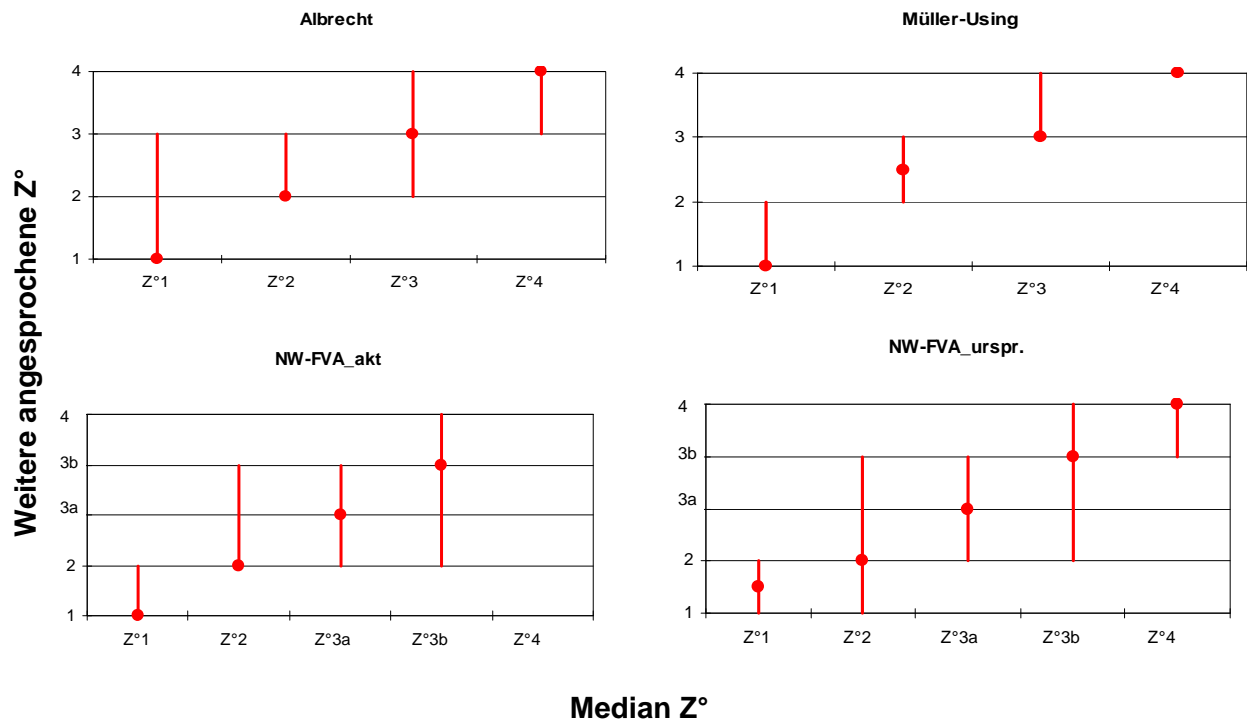 Albrecht
Müller-Using
4
3
2
1
Z°1 Z°2 Z°3 Z°4
4
3
2
1
Z°1 Z°2 Z°3 Z°4
Weitere angesprochene Z°
NW-FVA_akt
NW-FVA_urspr.
4
3b
3a
2
1
Z°1 Z°2 Z°3a Z°3b Z°4
4
3b
3a
2
1
Z°1 Z°2 Z°3a Z°3b Z°4
Median Z°